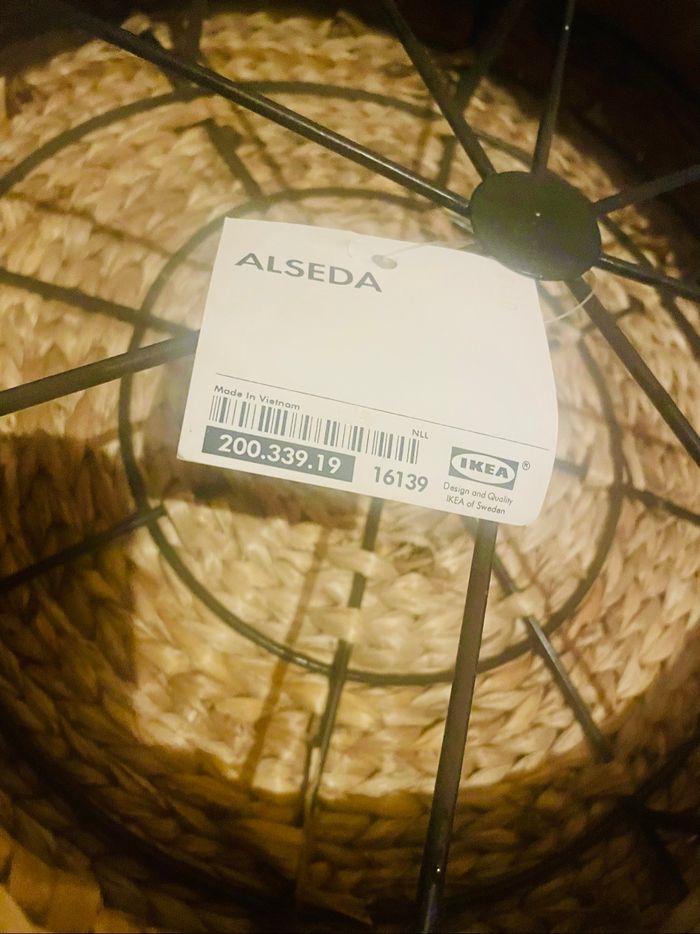 ALSEDA
Made In Vietnam
NLL
200.339.19
16139
IKEA®
Design and Quality
IKEA of Sweden